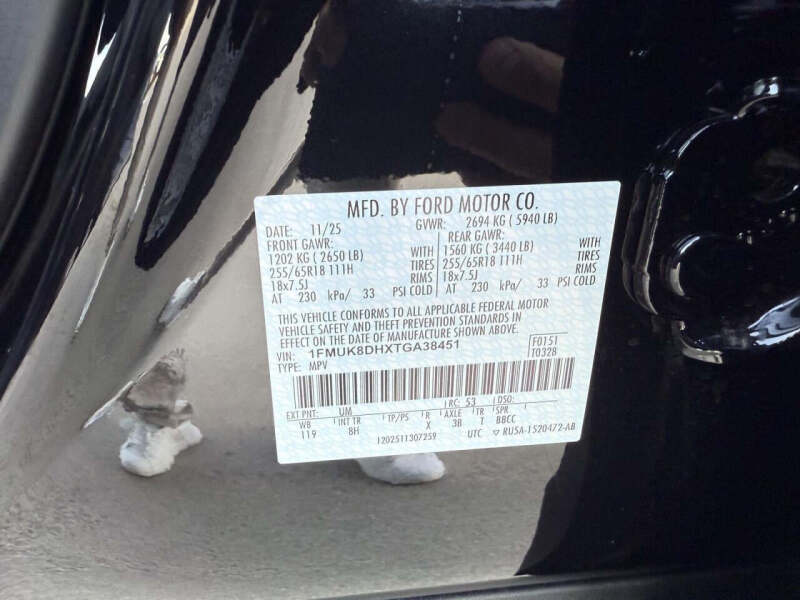 MFD. BY FORD MOTOR CO.
DATE: 11/25 GVWR: 2694 KG ( 5940 LB)
FRONT GAWR: REAR GAWR:
1202 KG ( 2650 LB) WITH 1560 KG ( 3440 LB) WITH
255/65R18 111H TIRES 255/65R18 111H TIRES
18x7.5J RIMS 18x7.5J RIMS
AT 230 kPa/ 33 PSI COLD AT 230 kPa/ 33 PSI COLD
THIS VEHICLE CONFORMS TO ALL APPLICABLE FEDERAL MOTOR
VEHICLE SAFETY AND THEFT PREVENTION STANDARDS IN
EFFECT ON THE DATE OF MANUFACTURE SHOWN ABOVE.
VIN: 1FMUK8DHXTGA38451 F0151
TYPE: MPV T0328
EXT PNT: UM RC: 53 DSO:
WB INT TR TP/PS R AXLE TR SPR
119 8H X 3B T BBCC
1202511307259 UTC ▽ RU5A-1520472-AB